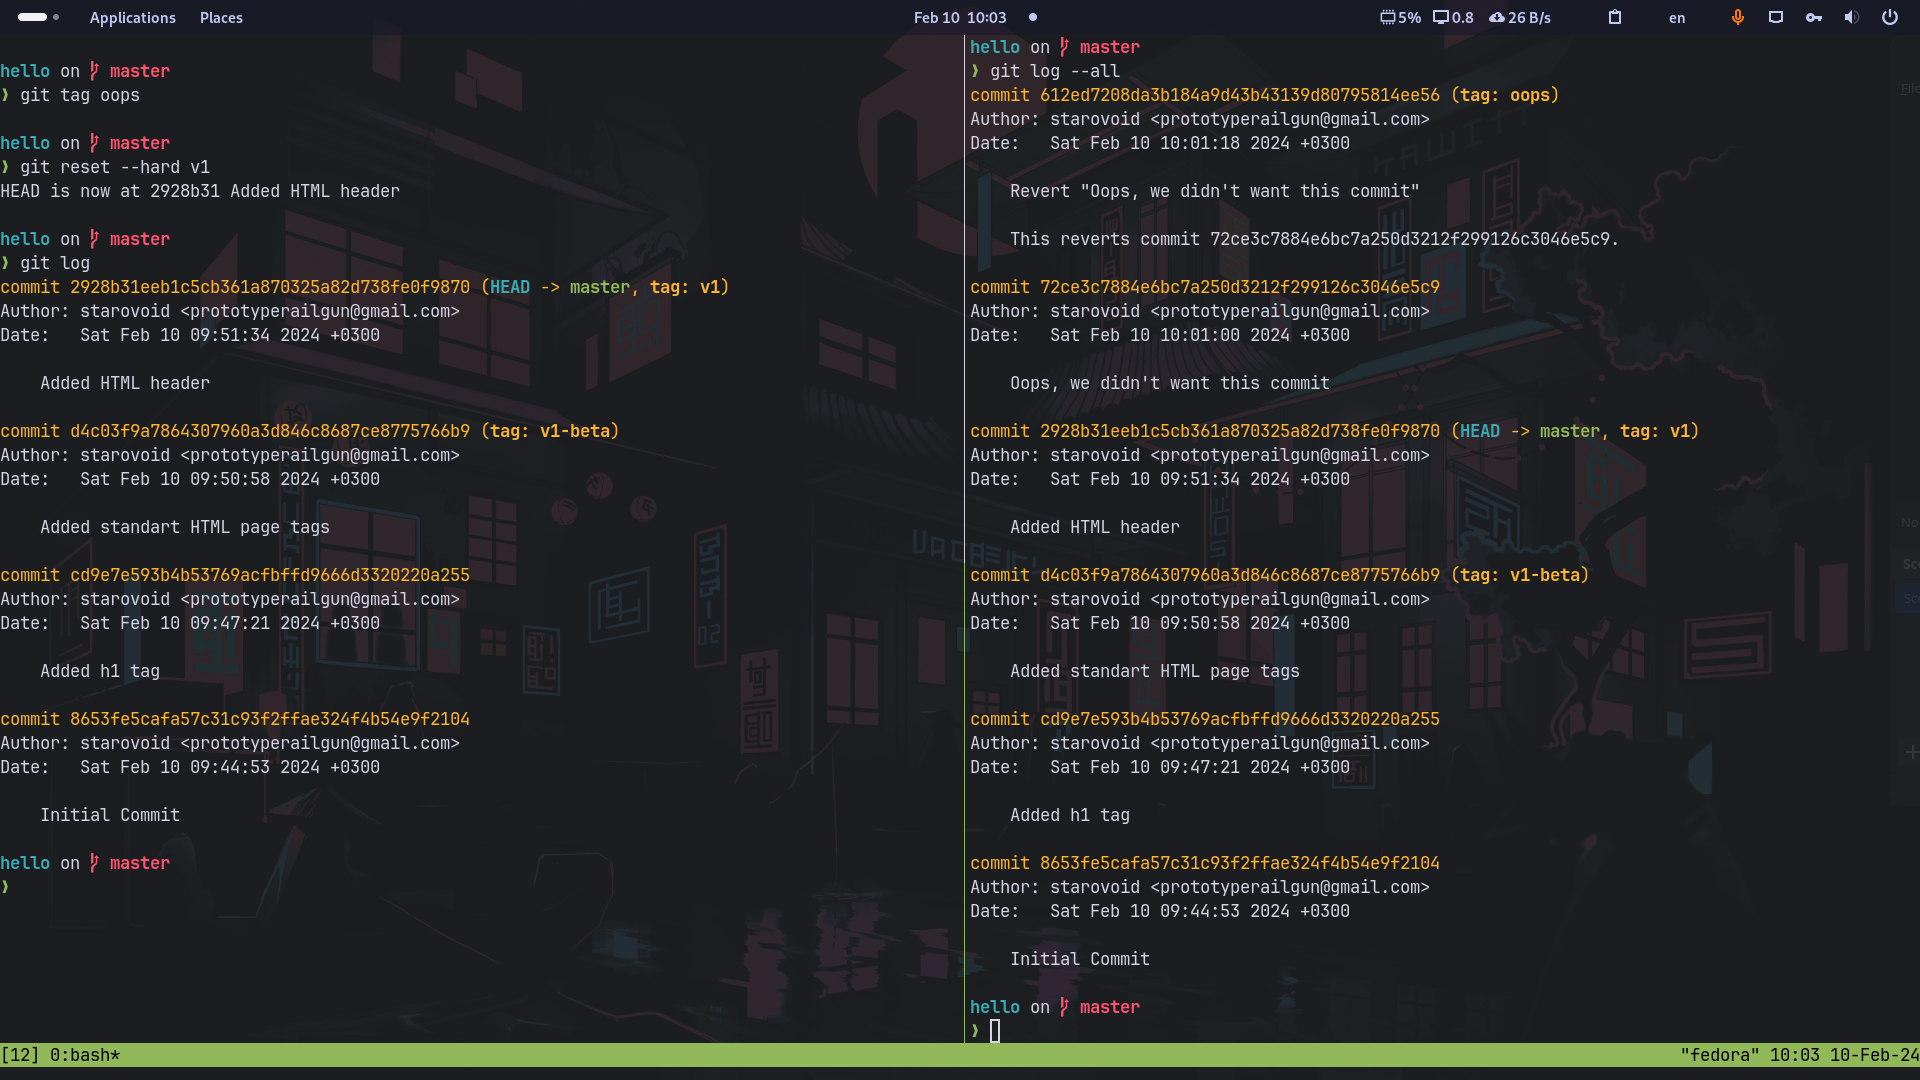 Applications Places Feb 10 10:03 5% 0.8 26 B/s en
hello on master
❯ git tag oops
hello on master
❯ git reset --hard v1
HEAD is now at 2928b31 Added HTML header
hello on master
❯ git log
commit 2928b31eeb1c5cb361a870325a82d738fe0f9870 (HEAD -> master, tag: v1)
Author: starovoid <prototyperailgun@gmail.com>
Date:   Sat Feb 10 09:51:34 2024 +0300
Added HTML header
commit d4c03f9a7864307960a3d846c8687ce8775766b9 (tag: v1-beta)
Author: starovoid <prototyperailgun@gmail.com>
Date:   Sat Feb 10 09:50:58 2024 +0300
Added standart HTML page tags
commit cd9e7e593b4b53769acfbffd9666d3320220a255
Author: starovoid <prototyperailgun@gmail.com>
Date:   Sat Feb 10 09:47:21 2024 +0300
Added h1 tag
commit 8653fe5cafa57c31c93f2ffae324f4b54e9f2104
Author: starovoid <prototyperailgun@gmail.com>
Date:   Sat Feb 10 09:44:53 2024 +0300
Initial Commit
hello on master
❯
hello on master
❯ git log --all
commit 612ed7208da3b184a9d43b43139d80795814ee56 (tag: oops)
Author: starovoid <prototyperailgun@gmail.com>
Date:   Sat Feb 10 10:01:18 2024 +0300
Revert "Oops, we didn't want this commit"
This reverts commit 72ce3c7884e6bc7a250d3212f299126c3046e5c9.
commit 72ce3c7884e6bc7a250d3212f299126c3046e5c9
Author: starovoid <prototyperailgun@gmail.com>
Date:   Sat Feb 10 10:01:00 2024 +0300
Oops, we didn't want this commit
commit 2928b31eeb1c5cb361a870325a82d738fe0f9870 (HEAD -> master, tag: v1)
Author: starovoid <prototyperailgun@gmail.com>
Date:   Sat Feb 10 09:51:34 2024 +0300
Added HTML header
commit d4c03f9a7864307960a3d846c8687ce8775766b9 (tag: v1-beta)
Author: starovoid <prototyperailgun@gmail.com>
Date:   Sat Feb 10 09:50:58 2024 +0300
Added standart HTML page tags
commit cd9e7e593b4b53769acfbffd9666d3320220a255
Author: starovoid <prototyperailgun@gmail.com>
Date:   Sat Feb 10 09:47:21 2024 +0300
Added h1 tag
commit 8653fe5cafa57c31c93f2ffae324f4b54e9f2104
Author: starovoid <prototyperailgun@gmail.com>
Date:   Sat Feb 10 09:44:53 2024 +0300
Initial Commit
hello on master
❯
[12] 0:bash* "fedora" 10:03 10-Feb-24